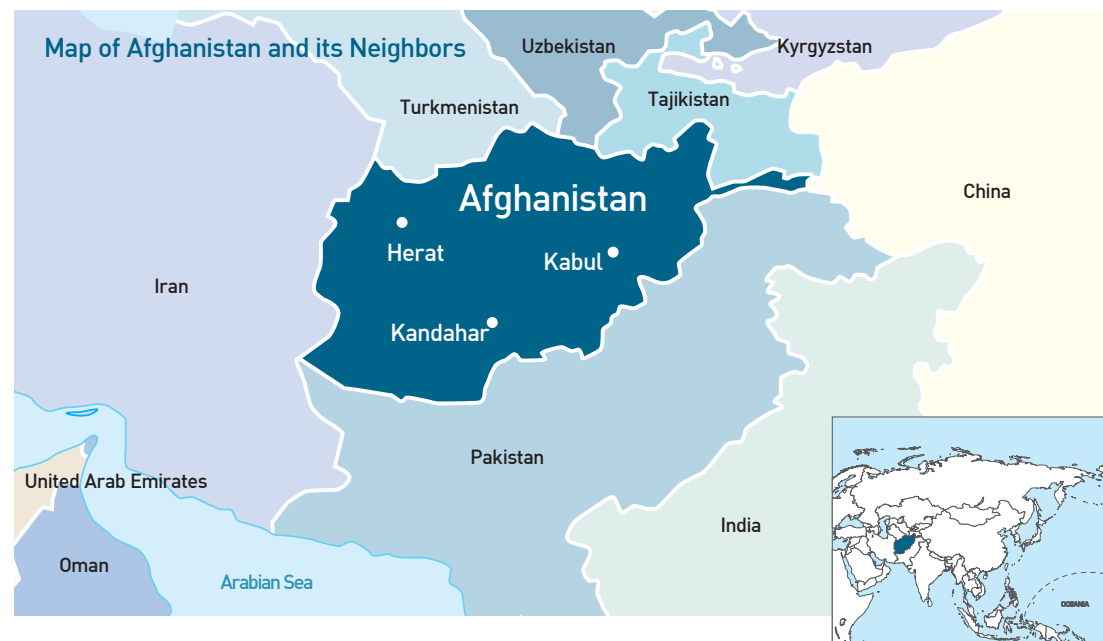 Map of Afghanistan and its Neighbors
Uzbekistan
Kyrgyzstan
Turkmenistan
Tajikistan
Afghanistan
China
Herat
Kabul
Iran
Kandahar
Pakistan
United Arab Emirates
India
Oman
Arabian Sea
OCEANIA